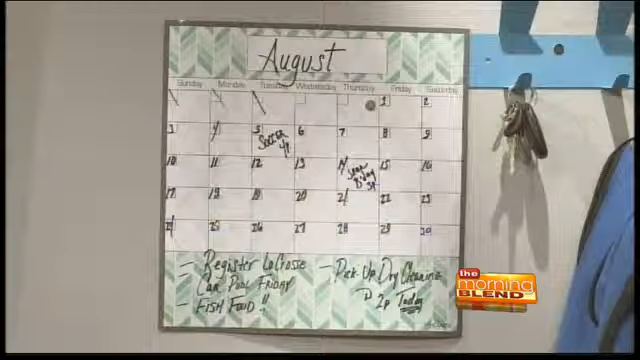 August
Sunday Monday Tuesday Wednesday Thursday Friday Saturday
1 2
3 4 5 6 7 8 9
Soccer
10 11 12 13 14 15 16
B'day
17 18 19 20 21 22 23
24 25 26 27 28 29 30
- Register LaCrosse
- Car Pool Friday
- Fish Food !!
- Pick Up Dry Cleaning
2p Today
the
morning
BLEND